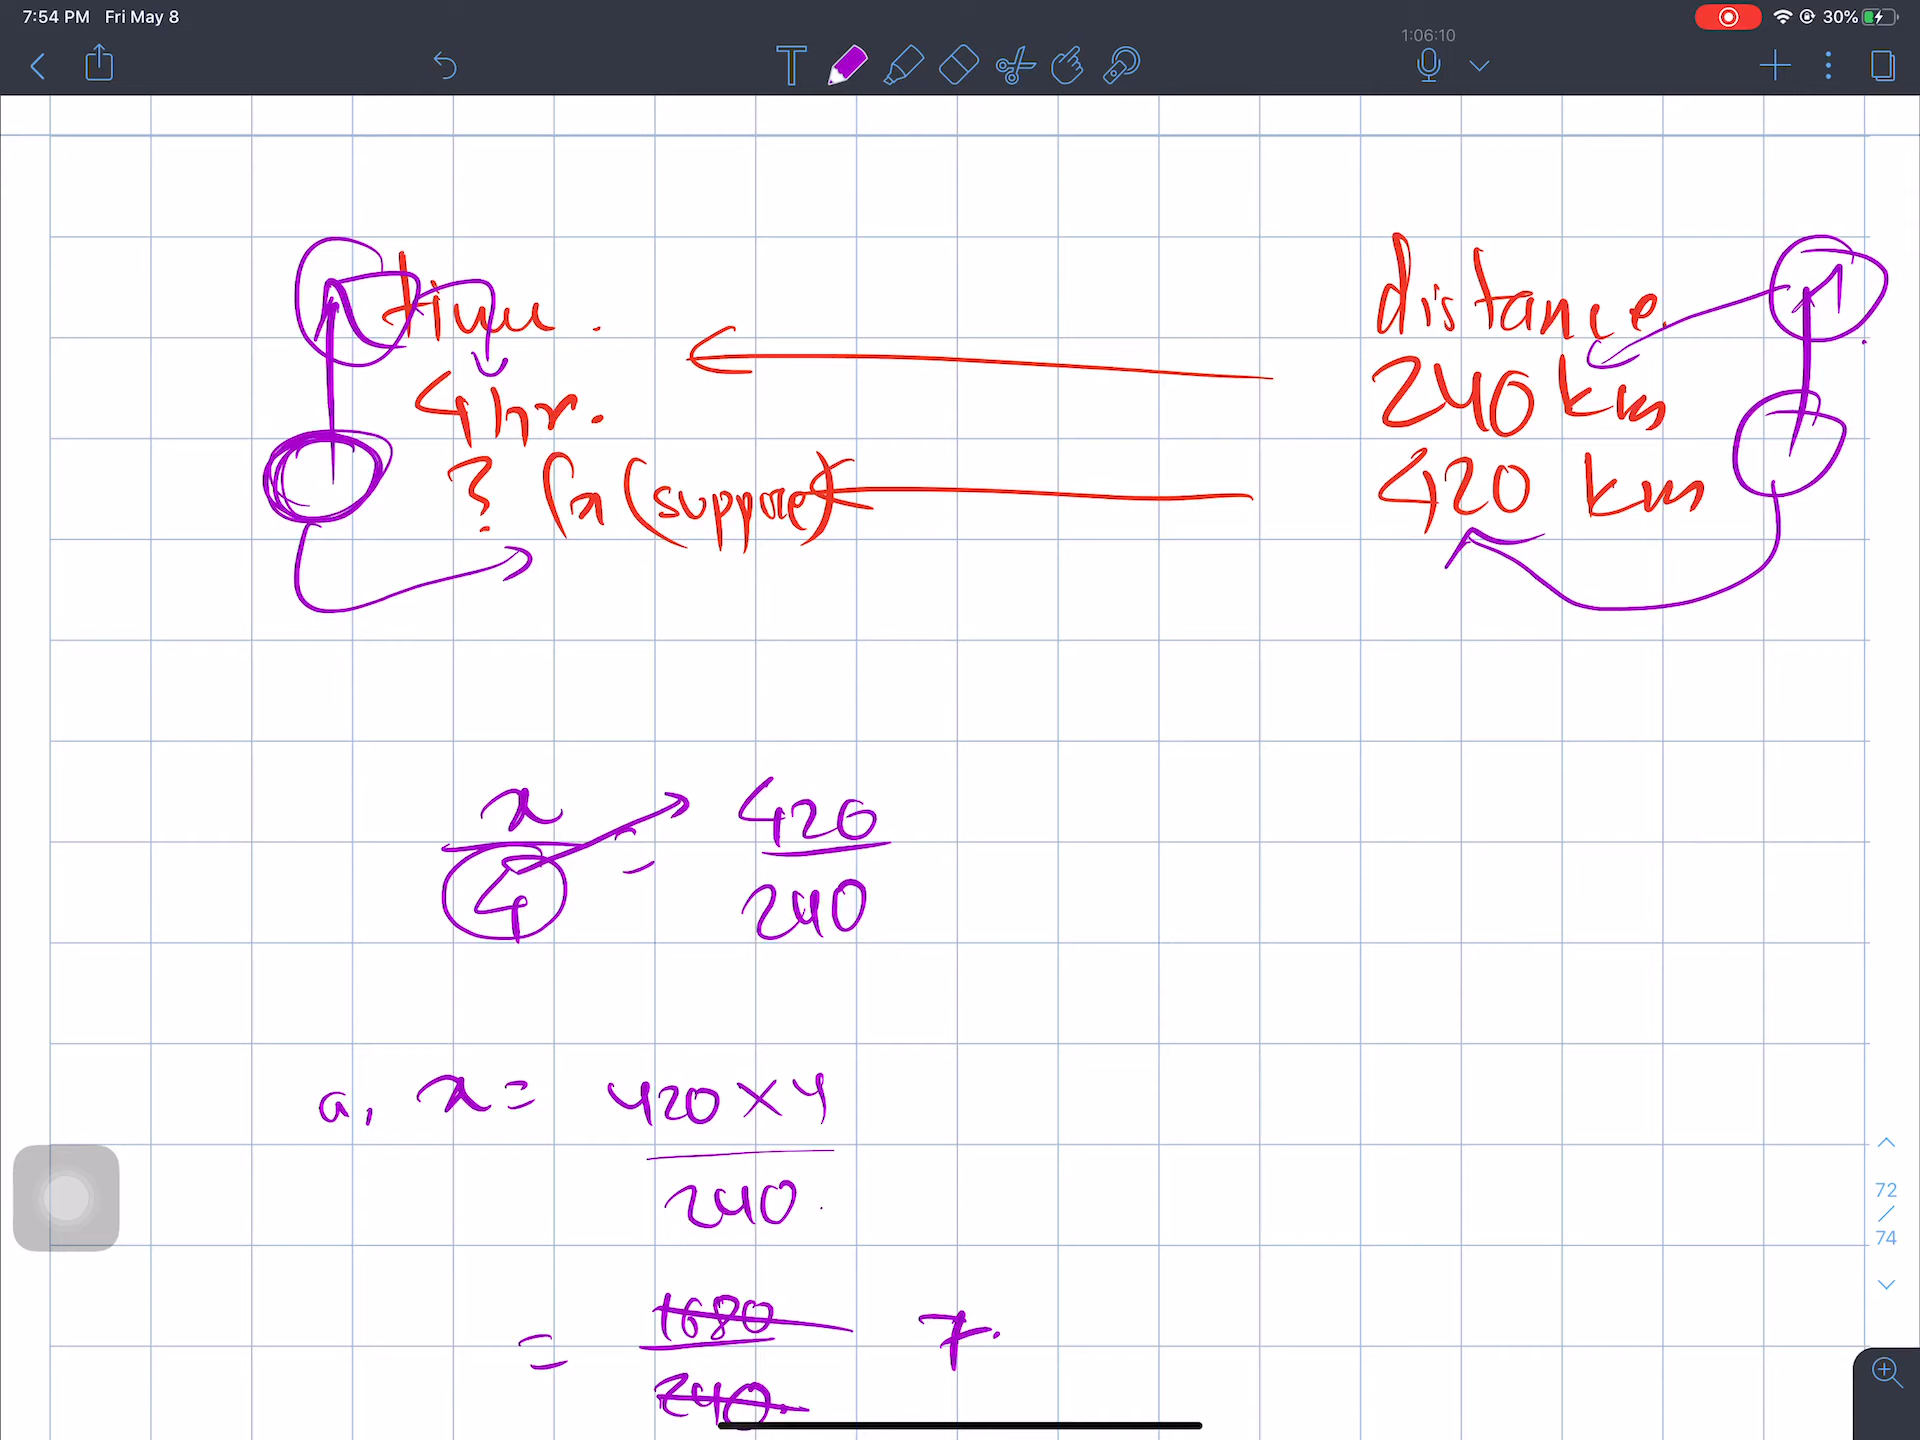 7:54 PM Fri May 8
30%
1:06:10
time. distance.
4 hr. 240 km
? x (suppose) 420 km
x/4 = 420/240
a, x = 420 × 4
240.
= 1680 7.
240.
72
/
74